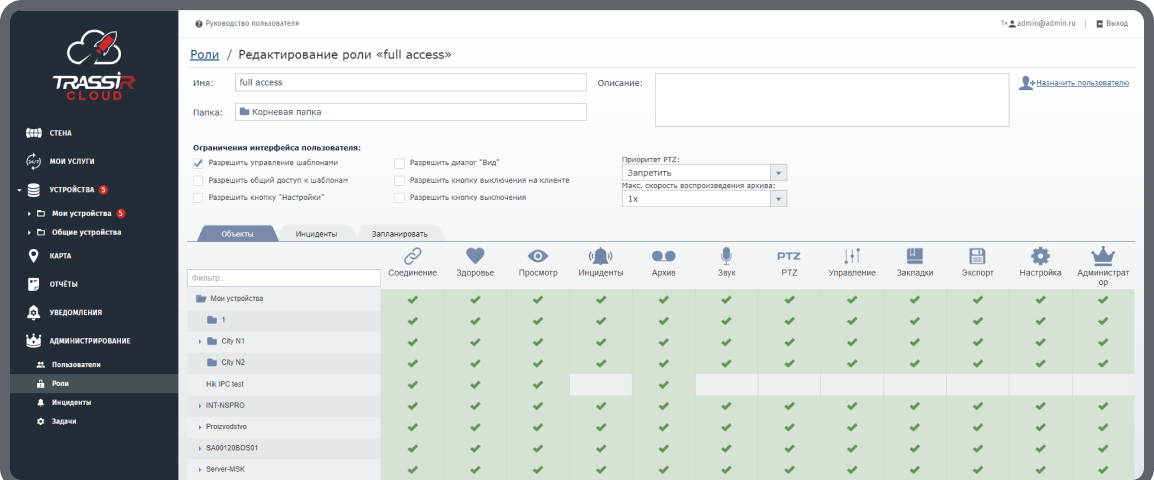 Руководство пользователя
1× admin@admin.ru | Выход
TRASSIR
CLOUD
СТЕНА
24/7 МОИ УСЛУГИ
УСТРОЙСТВА 5
Мои устройства 5
Общие устройства
КАРТА
ОТЧЁТЫ
УВЕДОМЛЕНИЯ
АДМИНИСТРИРОВАНИЕ
Пользователи
Роли
Инциденты
Задачи
Роли / Редактирование роли «full access»
Имя: full access
Описание:
Назначить пользователю
Папка: Корневая папка
Ограничения интерфейса пользователя:
Разрешить управление шаблонами
Разрешить общий доступ к шаблонам
Разрешить кнопку "Настройки"
Разрешить диалог "Вид"
Разрешить кнопку выключения на клиенте
Разрешить кнопку выключения
Приоритет PTZ:
Запретить
Макс. скорость воспроизведения архива:
1x
Объекты Инциденты Запланировать
PTZ
Соединение Здоровье Просмотр Инциденты Архив Звук PTZ Управление Закладки Экспорт Настройка Администрат
ор
Фильтр...
Мои устройства
1
City N1
City N2
Hik IPC test
INT-NSPRO
Proizvodstvo
SA00120BOS01
Server-MSK